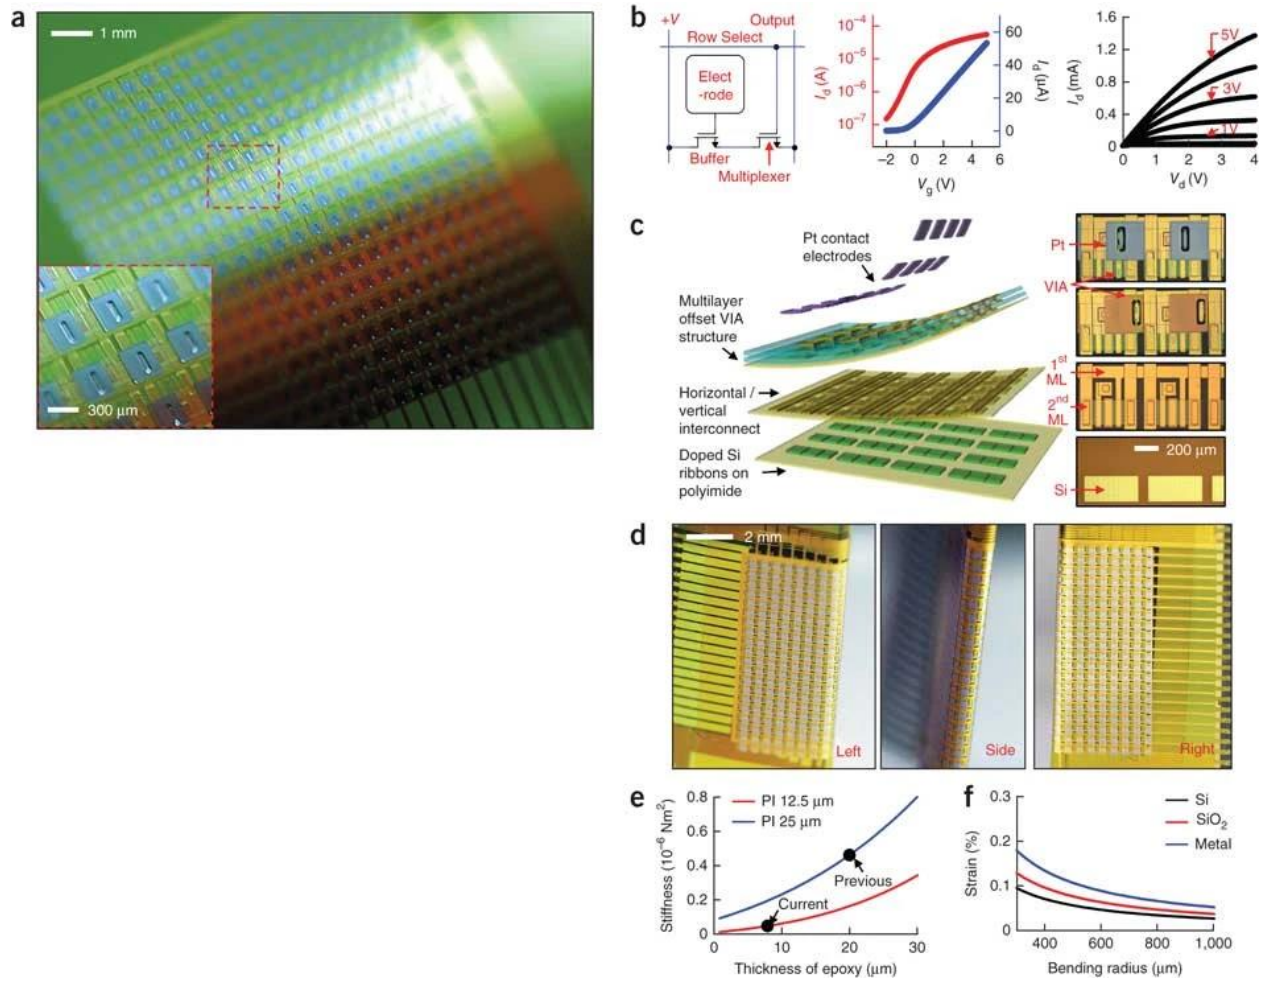 a
1 mm
300 μm
b
+V
Output
Row Select
Elect
-rode
Buffer
Multiplexer
10⁻⁴
10⁻⁵
10⁻⁶
10⁻⁷
I_d (A)
60
40
20
0
I_d (μA)
−2 0 2 4 6
V_g (V)
1.6
1.2
0.8
0.4
0
I_d (mA)
5V
3V
1V
0 1 2 3 4
V_d (V)
c
Pt contact
electrodes
Multilayer
offset VIA
structure
Horizontal /
vertical
interconnect
Doped Si
ribbons on
polyimide
Pt
VIA
1st
ML
2nd
ML
200 μm
Si
d
2 mm
Left
Side
Right
e
Stiffness (10⁻⁶ Nm²)
0.8
0.6
0.4
0.2
0
PI 12.5 μm
PI 25 μm
Previous
Current
0 10 20 30
Thickness of epoxy (μm)
f
Strain (%)
0.3
0.2
0.1
0
Si
SiO₂
Metal
400 600 800 1,000
Bending radius (μm)